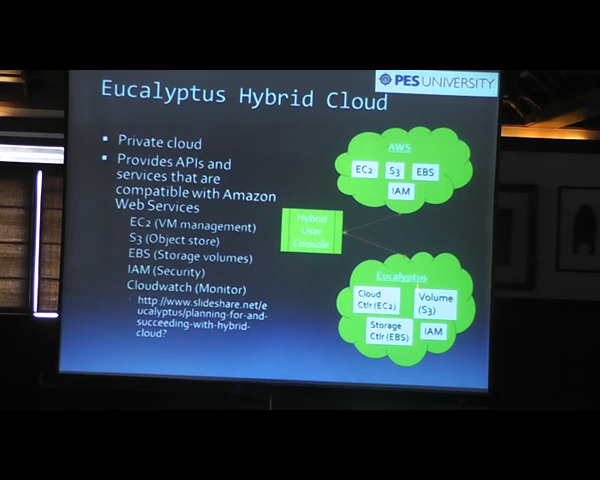 PES UNIVERSITY
Eucalyptus Hybrid Cloud
Private cloud
Provides APIs and
services that are
compatible with Amazon
Web Services
EC2 (VM management)
S3 (Object store)
EBS (Storage volumes)
IAM (Security)
Cloudwatch (Monitor)
http://www.slideshare.net/e
ucalyptus/planning-for-and-
succeeding-with-hybrid-
cloud?
AWS
EC2
S3
EBS
IAM
Hybrid
User
Console
Eucalyptus
Cloud
Ctlr (EC2)
Volume
(S3)
Storage
Ctlr (EBS)
IAM